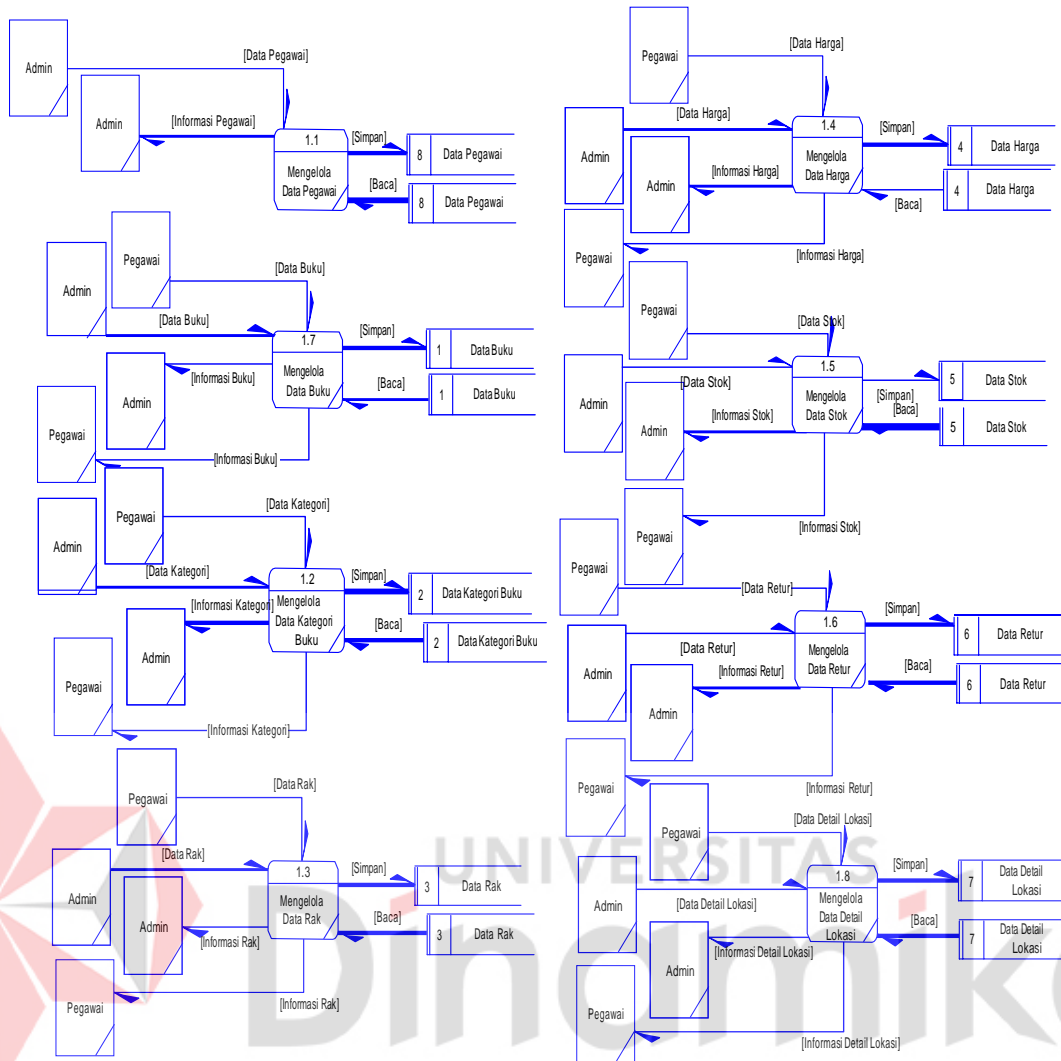 Admin
[Data Pegawai]
Admin
[Informasi Pegawai]
1.1
Mengelola
Data Pegawai
[Simpan]
8 Data Pegawai
[Baca]
8 Data Pegawai
Pegawai
Admin
[Data Buku]
[Data Buku]
1.7
Mengelola
Data Buku
[Simpan]
1 Data Buku
[Baca]
1 Data Buku
Admin
[Informasi Buku]
Pegawai
[Informasi Buku]
Pegawai
[Data Kategori]
Admin
[Data Kategori]
1.2
Mengelola
Data Kategori
Buku
[Simpan]
2 Data Kategori Buku
[Baca]
2 Data Kategori Buku
[Informasi Kategori]
Admin
Pegawai
[Informasi Kategori]
Pegawai
[Data Rak]
Admin
[Data Rak]
1.3
Mengelola
Data Rak
[Simpan]
3 Data Rak
[Baca]
3 Data Rak
Admin
[Informasi Rak]
Pegawai
[Informasi Rak]
Pegawai
[Data Harga]
Admin
[Data Harga]
1.4
Mengelola
Data Harga
[Simpan]
4 Data Harga
[Baca]
4 Data Harga
Admin
[Informasi Harga]
Pegawai
[Informasi Harga]
Pegawai
[Data Stok]
Admin
[Data Stok]
1.5
Mengelola
Data Stok
[Simpan]
5 Data Stok
[Baca]
5 Data Stok
Admin
[Informasi Stok]
Pegawai
[Informasi Stok]
Pegawai
[Data Retur]
Admin
[Data Retur]
1.6
Mengelola
Data Retur
[Simpan]
6 Data Retur
[Baca]
6 Data Retur
Admin
[Informasi Retur]
Pegawai
[Informasi Retur]
Pegawai
[Data Detail Lokasi]
Admin
[Data Detail Lokasi]
1.8
Mengelola
Data Detail
Lokasi
[Simpan]
7 Data Detail
Lokasi
[Baca]
7 Data Detail
Lokasi
Admin
[Informasi Detail Lokasi]
Pegawai
[Informasi Detail Lokasi]
UNIVERSITAS
Dinamika